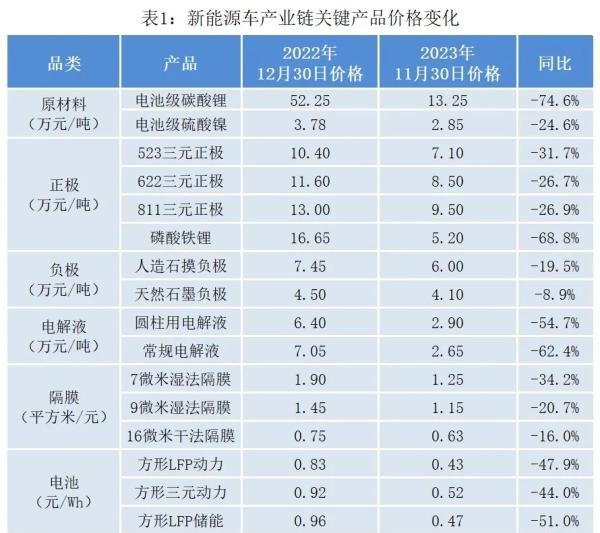 表1：新能源车产业链关键产品价格变化
品类 产品 2022年12月30日价格 2023年11月30日价格 同比
原材料（万元/吨） 电池级碳酸锂 52.25 13.25 -74.6%
电池级硫酸镍 3.78 2.85 -24.6%
正极（万元/吨） 523三元正极 10.40 7.10 -31.7%
622三元正极 11.60 8.50 -26.7%
811三元正极 13.00 9.50 -26.9%
磷酸铁锂 16.65 5.20 -68.8%
负极（万元/吨） 人造石摸负极 7.45 6.00 -19.5%
天然石墨负极 4.50 4.10 -8.9%
电解液（万元/吨） 圆柱用电解液 6.40 2.90 -54.7%
常规电解液 7.05 2.65 -62.4%
隔膜（平方米/元） 7微米湿法隔膜 1.90 1.25 -34.2%
9微米湿法隔膜 1.45 1.15 -20.7%
16微米干法隔膜 0.75 0.63 -16.0%
电池（元/Wh） 方形LFP动力 0.83 0.43 -47.9%
方形三元动力 0.92 0.52 -44.0%
方形LFP储能 0.96 0.47 -51.0%